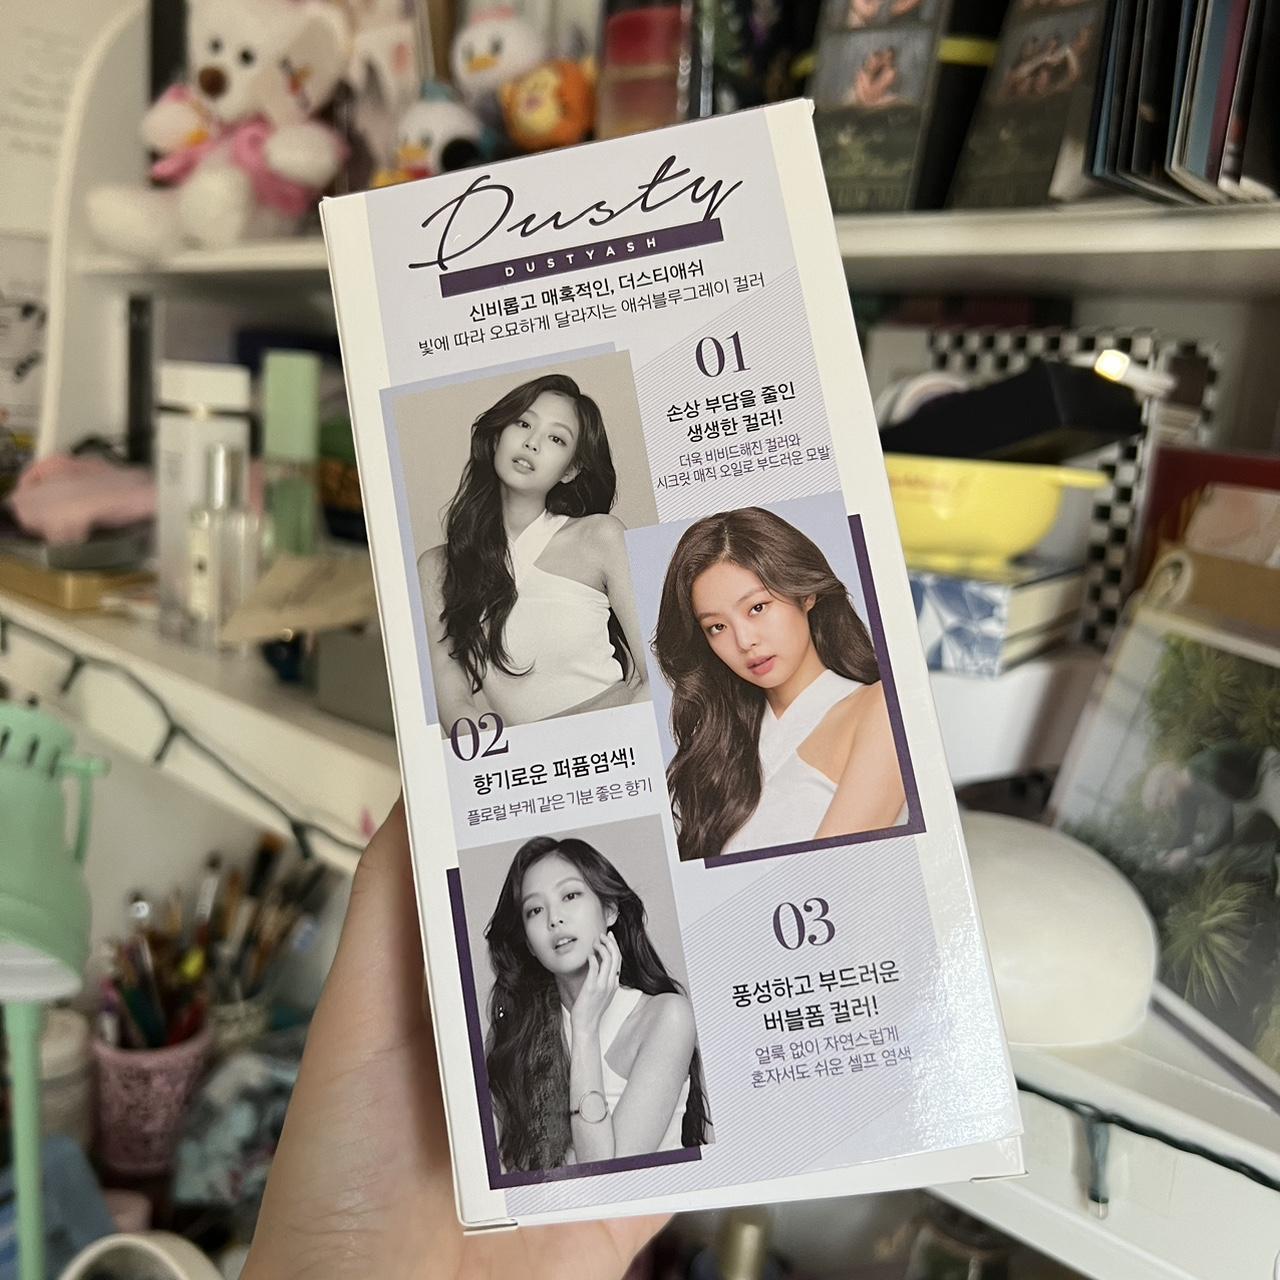 Dusty
DUSTYASH
신비롭고 매혹적인, 더스티애쉬
빛에 따라 오묘하게 달라지는 애쉬블루그레이 컬러
01
손상 부담을 줄인
생생한 컬러!
더욱 비비드해진 컬러와
시크릿 매직 오일로 부드러운 모발
02
향기로운 퍼퓸염색!
플로럴 부케 같은 기분 좋은 향기
03
풍성하고 부드러운
버블폼 컬러!
얼룩 없이 자연스럽게
혼자서도 쉬운 셀프 염색